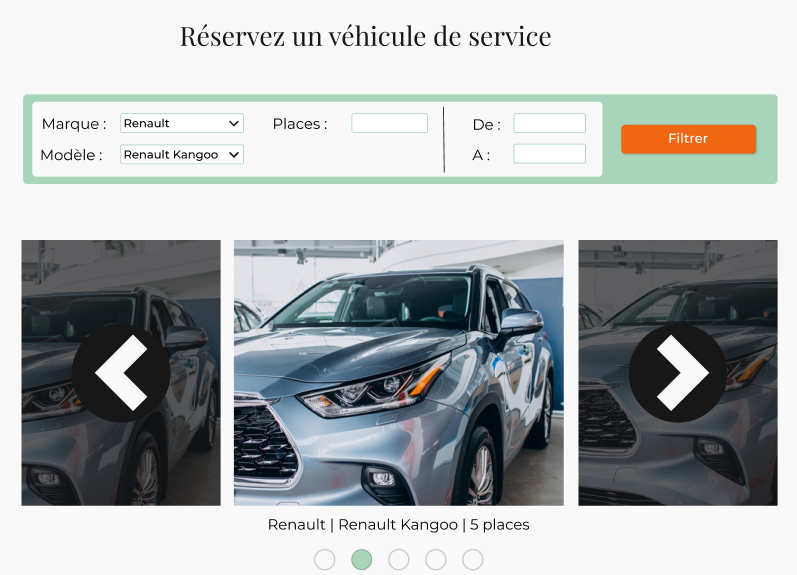 Réservez un véhicule de service
Marque : Renault Places : De :
Modèle : Renault Kangoo A :
Filtrer
Renault | Renault Kangoo | 5 places